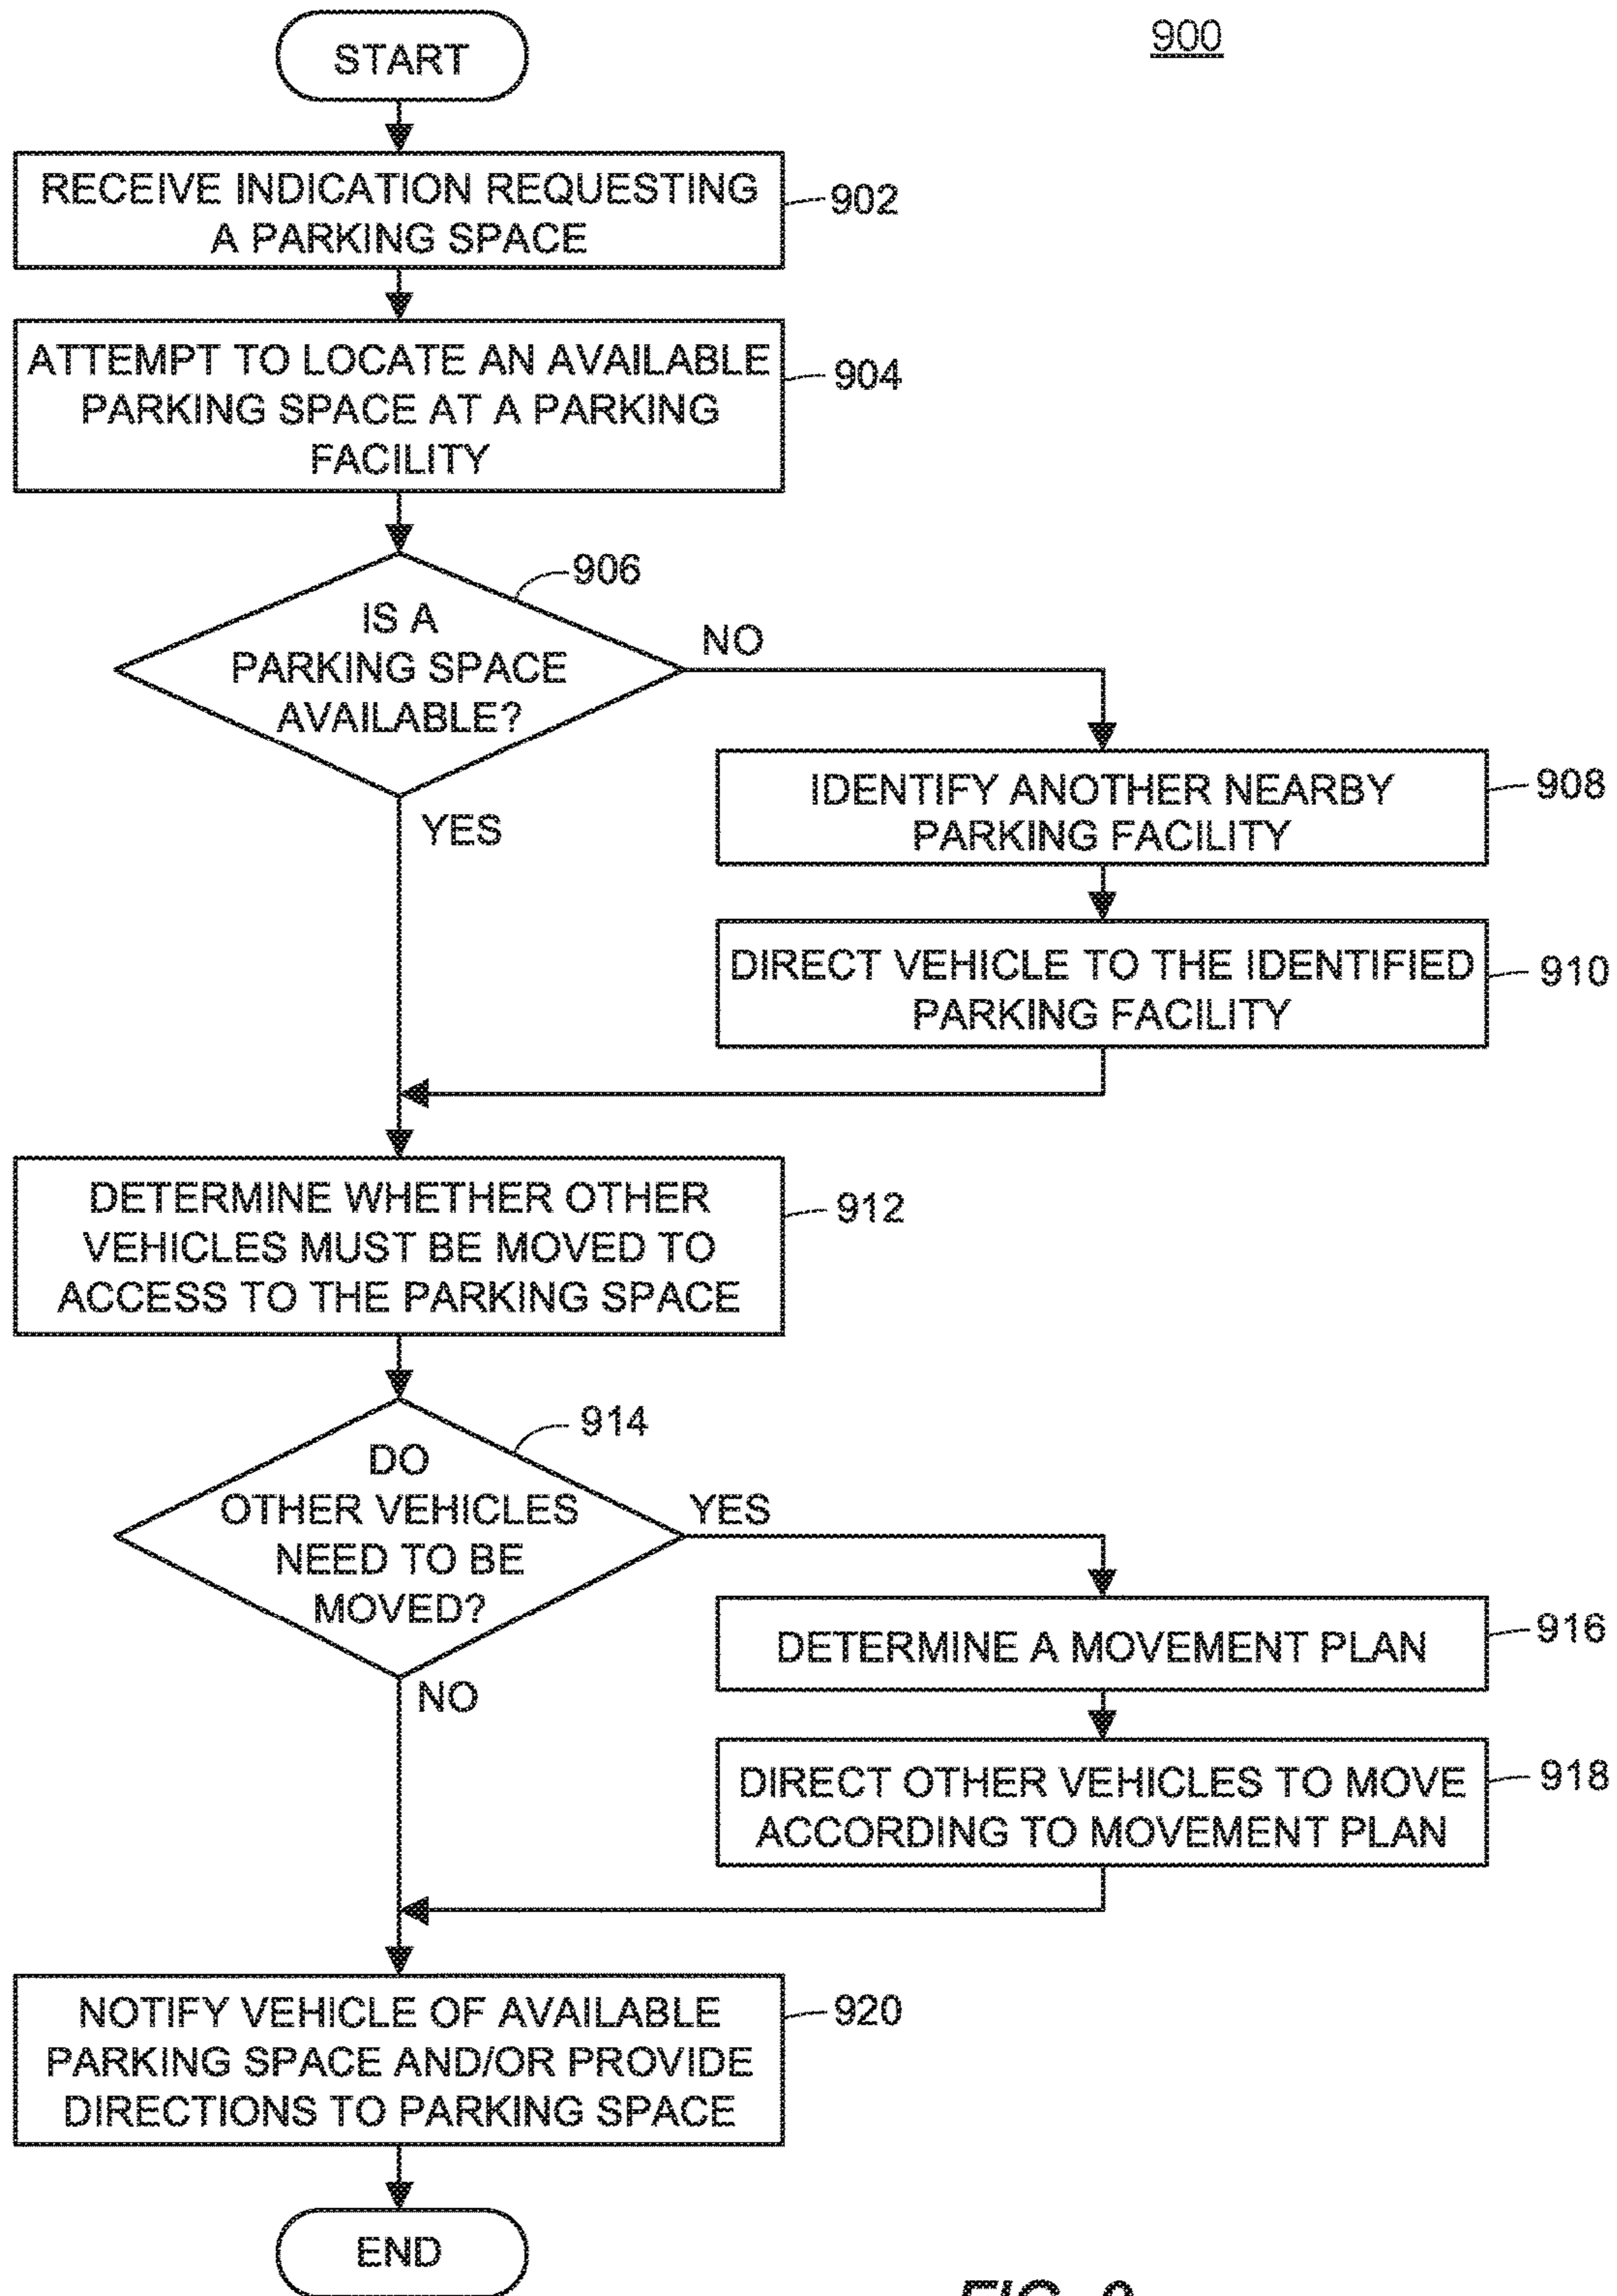 900
START
RECEIVE INDICATION REQUESTING
A PARKING SPACE
902
ATTEMPT TO LOCATE AN AVAILABLE
PARKING SPACE AT A PARKING
FACILITY
904
906
IS A
PARKING SPACE
AVAILABLE?
NO
YES
IDENTIFY ANOTHER NEARBY
PARKING FACILITY
908
DIRECT VEHICLE TO THE IDENTIFIED
PARKING FACILITY
910
DETERMINE WHETHER OTHER
VEHICLES MUST BE MOVED TO
ACCESS TO THE PARKING SPACE
912
914
DO
OTHER VEHICLES
NEED TO BE
MOVED?
YES
NO
DETERMINE A MOVEMENT PLAN
916
DIRECT OTHER VEHICLES TO MOVE
ACCORDING TO MOVEMENT PLAN
918
NOTIFY VEHICLE OF AVAILABLE
PARKING SPACE AND/OR PROVIDE
DIRECTIONS TO PARKING SPACE
920
END